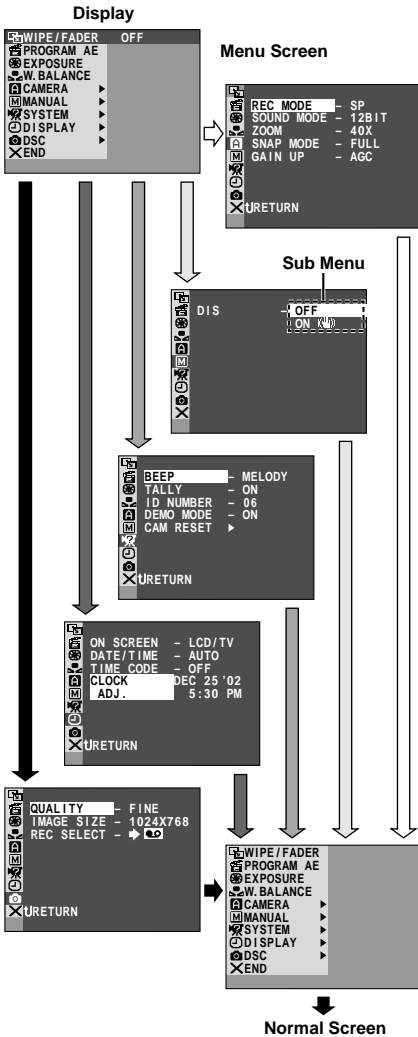 Display
WIPE/FADER OFF
PROGRAM AE
EXPOSURE
W. BALANCE
CAMERA
MANUAL
SYSTEM
DISPLAY
DSC
END
Menu Screen
REC MODE – SP
SOUND MODE – 12BIT
ZOOM – 40X
SNAP MODE – FULL
GAIN UP – AGC
RETURN
Sub Menu
DIS – OFF
ON
BEEP – MELODY
TALLY – ON
ID NUMBER – 06
DEMO MODE – ON
CAM RESET
RETURN
ON SCREEN – LCD/TV
DATE/TIME – AUTO
TIME CODE – OFF
CLOCK DEC 25 '02
ADJ. 5:30 PM
RETURN
QUALITY – FINE
IMAGE SIZE – 1024X768
REC SELECT –
RETURN
WIPE/FADER
PROGRAM AE
EXPOSURE
W. BALANCE
CAMERA
MANUAL
SYSTEM
DISPLAY
DSC
END
Normal Screen